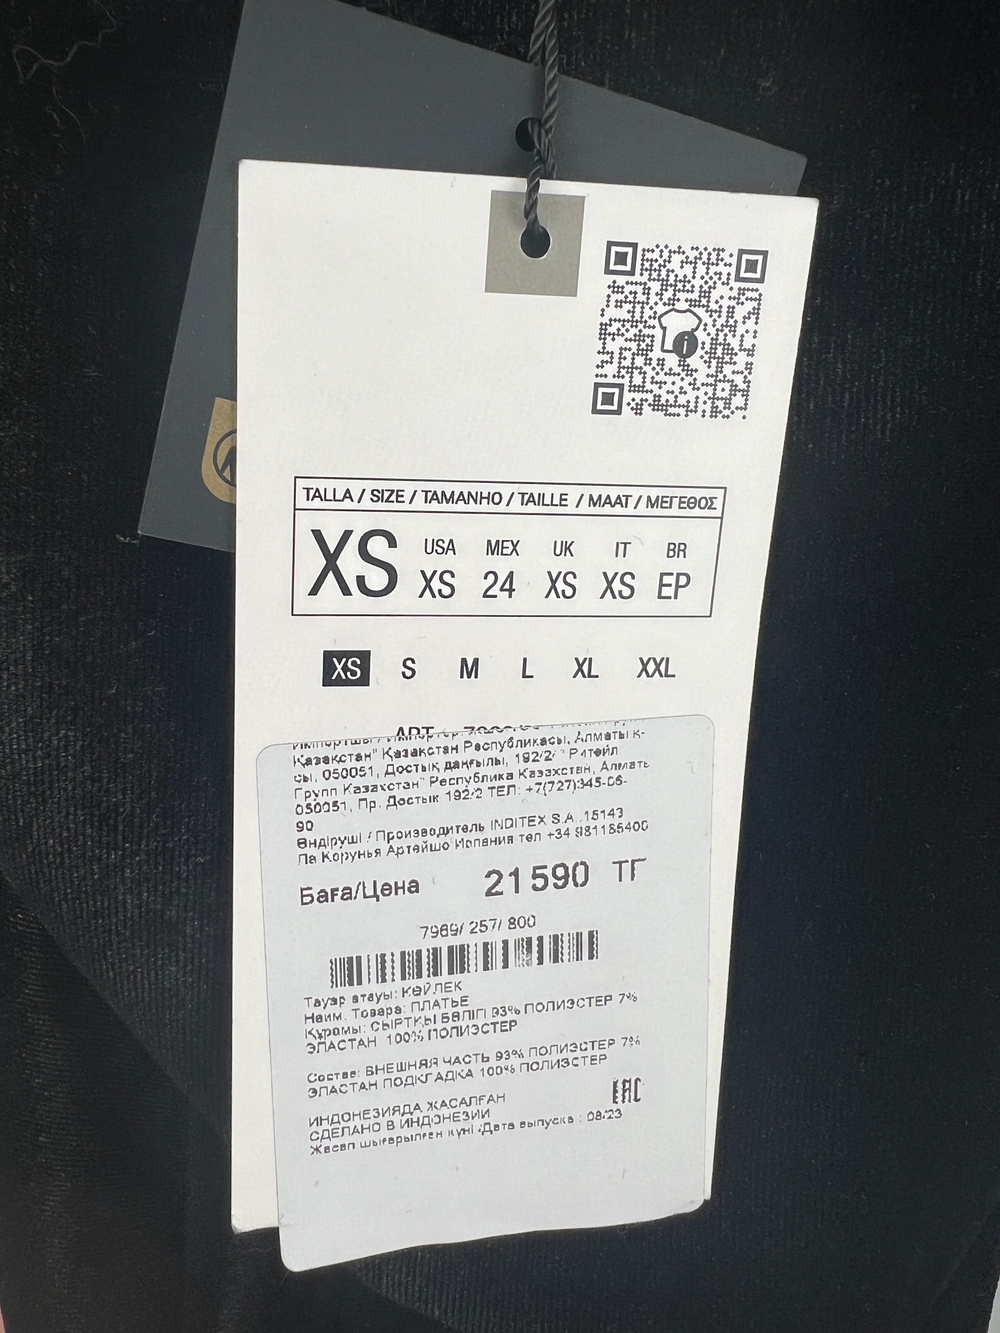 TALLA / SIZE / TAMANHO / TAILLE / MAAT / ΜΕΓΕΘΟΣ
XS
USA MEX UK IT BR
XS 24 XS XS EP
XS S M L XL XXL
Қазақстан" Қазақстан Республикасы, Алматы қ-
сы, 050051, Достық даңғылы, 192/2 " Ритейл
Групп Казахстан" Республика Казахстан, Алматы
050051, Пр. Достык 192/2 ТЕЛ: +7(727)345-06-
90
Өндіруші / Производитель INDITEX S.A..15143
Ла Корунья Артейшо Испания тел +34 981185400
Баға/Цена 21590 ТГ
7969/ 257/ 800
Тауар атауы: КӨЙЛЕК
Наим. Товара: ПЛАТЬЕ
Құрамы: СЫРТҚЫ БӨЛІГІ 93% ПОЛИЭСТЕР 7%
ЭЛАСТАН 100% ПОЛИЭСТЕР
Состав: ВНЕШНЯЯ ЧАСТЬ 93% ПОЛИЭСТЕР 7%
ЭЛАСТАН ПОДКЛАДКА 100% ПОЛИЭСТЕР
ИНДОНЕЗИЯДА ЖАСАЛҒАН
СДЕЛАНО В ИНДОНЕЗИИ
EAC
Жасап шығарылған күні /Дата выпуска : 08/23